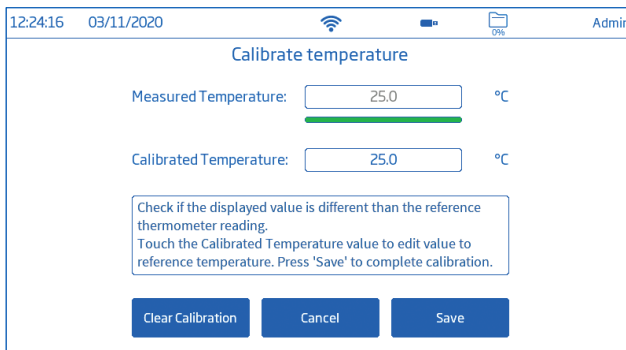 12:24:16 03/11/2020 Admin
0%
Calibrate temperature
Measured Temperature: 25.0 °C
Calibrated Temperature: 25.0 °C
Check if the displayed value is different than the reference
thermometer reading.
Touch the Calibrated Temperature value to edit value to
reference temperature. Press 'Save' to complete calibration.
Clear Calibration Cancel Save